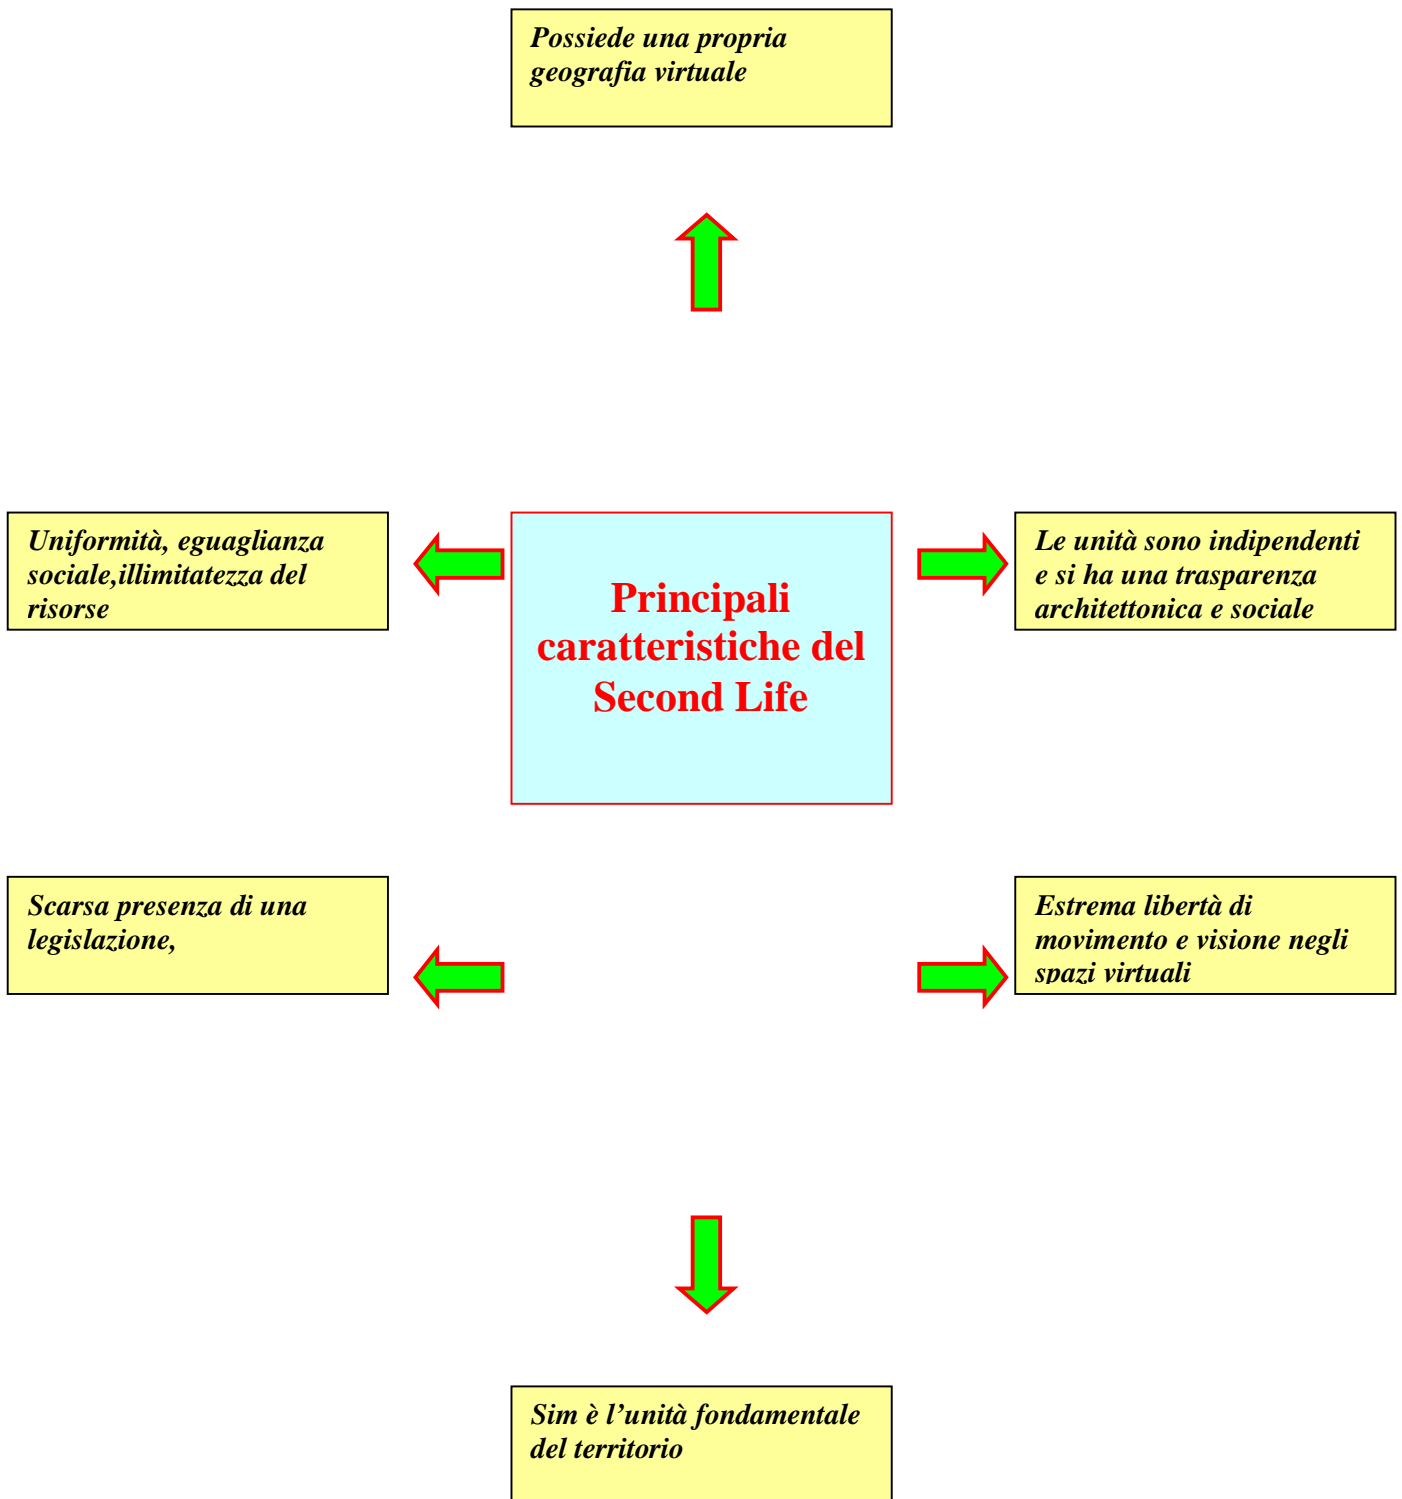 Possiede una propria
geografia virtuale
Uniformità, eguaglianza
sociale,illimitatezza del
risorse
Principali
caratteristiche del
Second Life
Le unità sono indipendenti
e si ha una trasparenza
architettonica e sociale
Scarsa presenza di una
legislazione,
Estrema libertà di
movimento e visione negli
spazi virtuali
Sim è l’unità fondamentale
del territorio